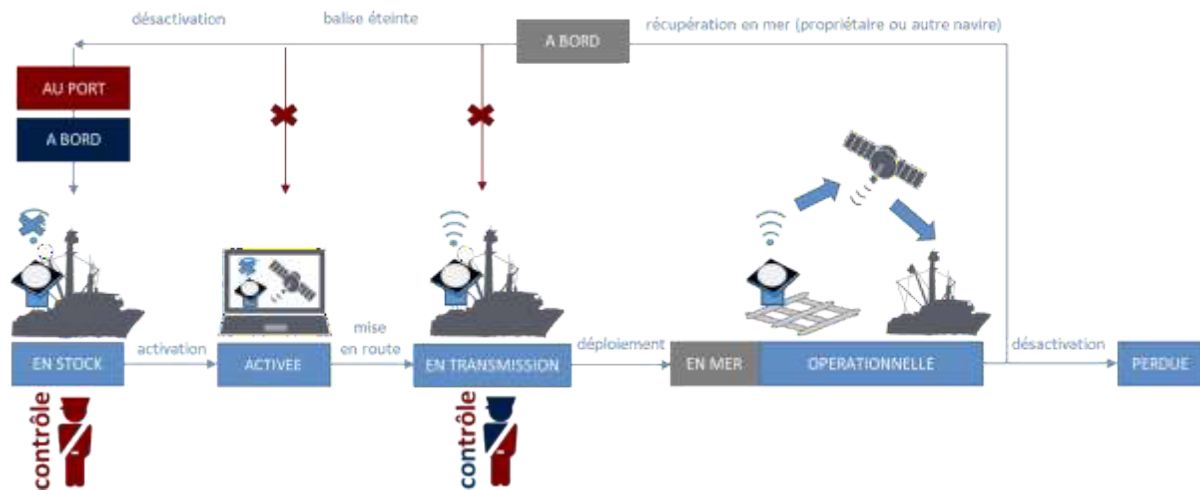 désactivation
balise éteinte
A BORD
récupération en mer (propriétaire ou autre navire)
AU PORT
A BORD
EN STOCK
activation
ACTIVEE
mise
en route
EN TRANSMISSION
déploiement
EN MER
OPERATIONNELLE
désactivation
PERDUE
contrôle
contrôle